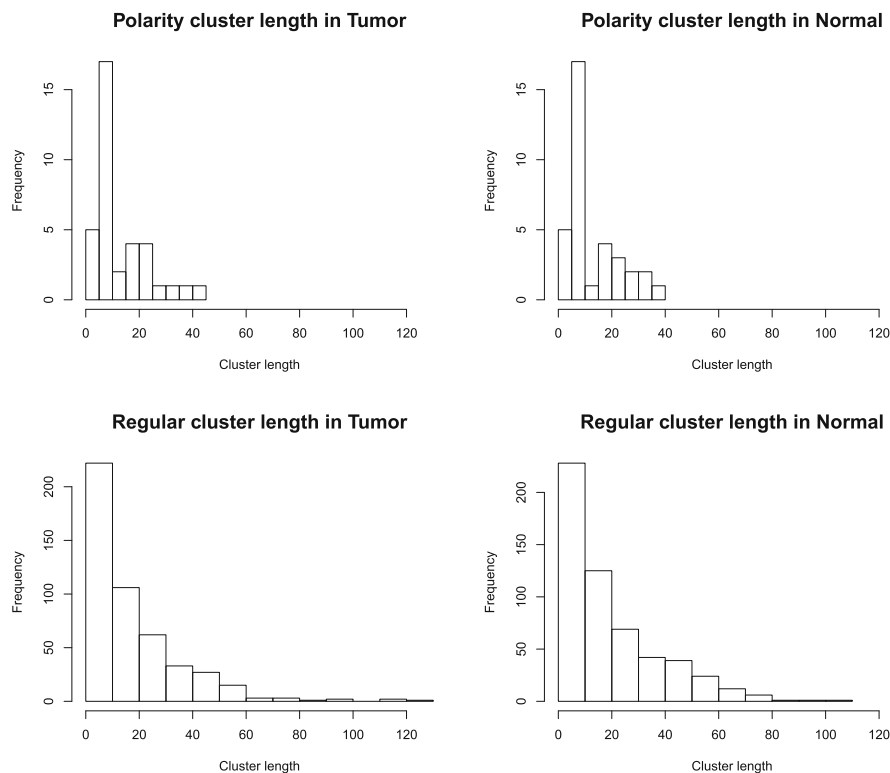 Polarity cluster length in Tumor
Frequency
0 5 10 15
0 20 40 60 80 100 120
Cluster length
Polarity cluster length in Normal
Frequency
0 5 10 15
0 20 40 60 80 100 120
Cluster length
Regular cluster length in Tumor
Frequency
0 50 100 150 200
0 20 40 60 80 100 120
Cluster length
Regular cluster length in Normal
Frequency
0 50 100 150 200
0 20 40 60 80 100 120
Cluster length